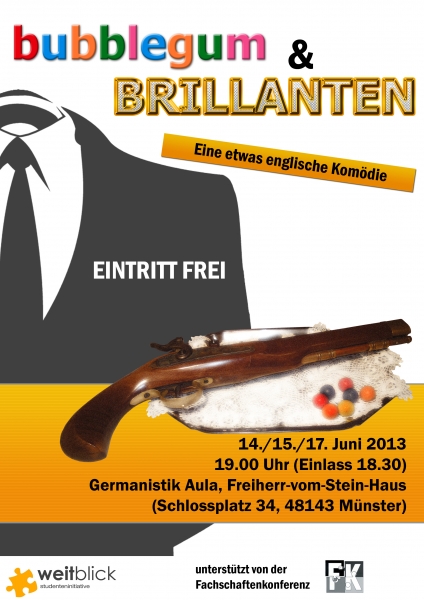 bubblegum
&
BRILLANTEN
Eine etwas englische Komödie
EINTRITT FREI
14./15./17. Juni 2013
19.00 Uhr (Einlass 18.30)
Germanistik Aula, Freiherr-vom-Stein-Haus
(Schlossplatz 34, 48143 Münster)
weitblick
studenteninitiative
unterstützt von der
Fachschaftenkonferenz
FK